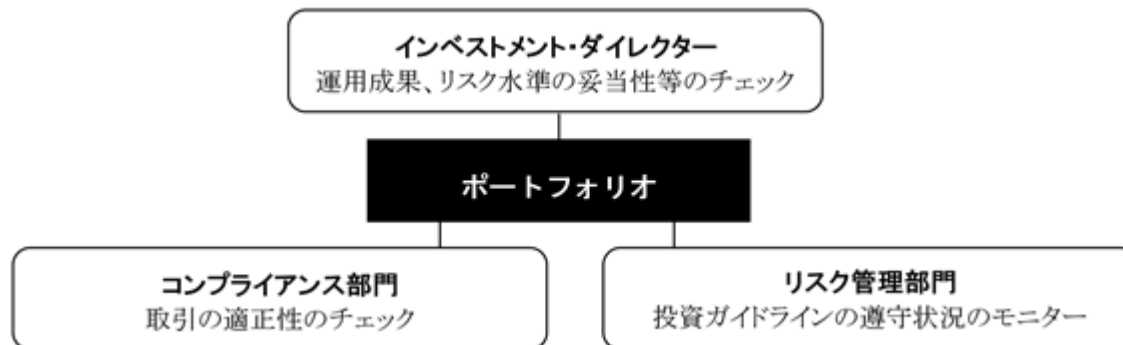 インベストメント・ダイレクター
運用成果、リスク水準の妥当性等のチェック
ポートフォリオ
コンプライアンス部門
取引の適正性のチェック
リスク管理部門
投資ガイドラインの遵守状況のモニター